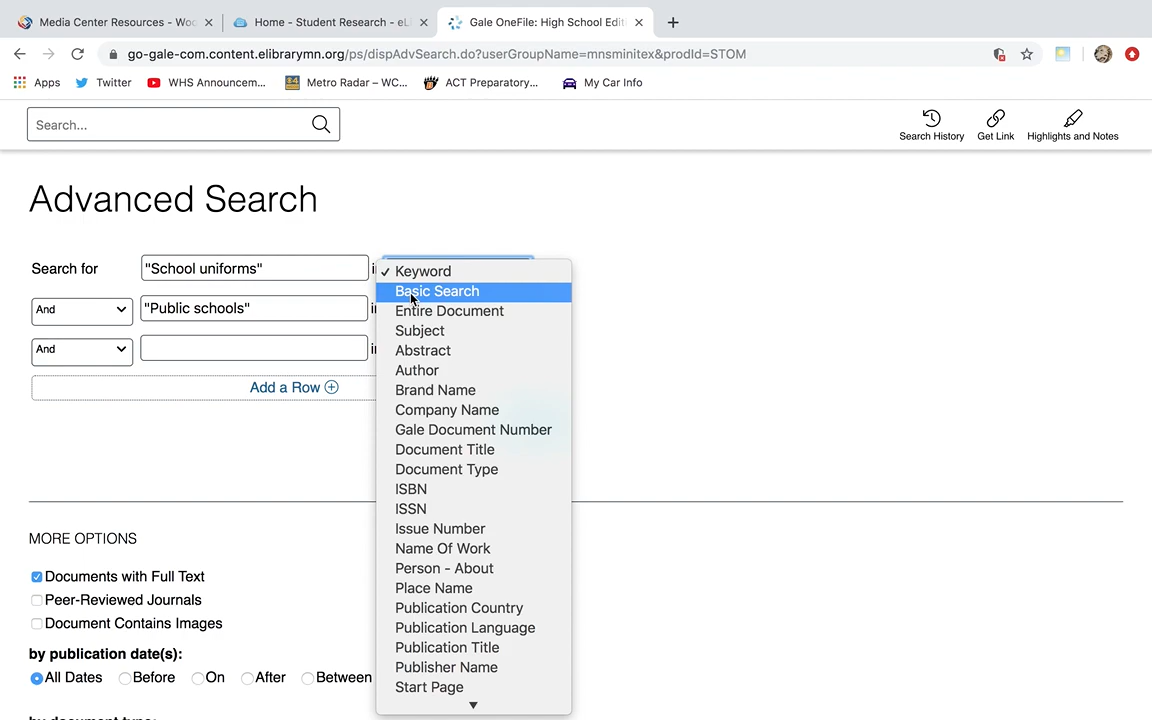 Media Center Resources - Woo
Home - Student Research - eLi
Gale OneFile: High School Editi
go-gale-com.content.elibrarymn.org/ps/dispAdvSearch.do?userGroupName=mnsminitex&prodId=STOM
Apps
Twitter
WHS Announcem...
Metro Radar – WC...
ACT Preparatory...
My Car Info
Search...
Search History
Get Link
Highlights and Notes
Advanced Search
Search for
"School uniforms"
And
"Public schools"
And
Add a Row
Keyword
Basic Search
Entire Document
Subject
Abstract
Author
Brand Name
Company Name
Gale Document Number
Document Title
Document Type
ISBN
ISSN
Issue Number
Name Of Work
Person - About
Place Name
Publication Country
Publication Language
Publication Title
Publisher Name
Start Page
MORE OPTIONS
Documents with Full Text
Peer-Reviewed Journals
Document Contains Images
by publication date(s):
All Dates
Before
On
After
Between